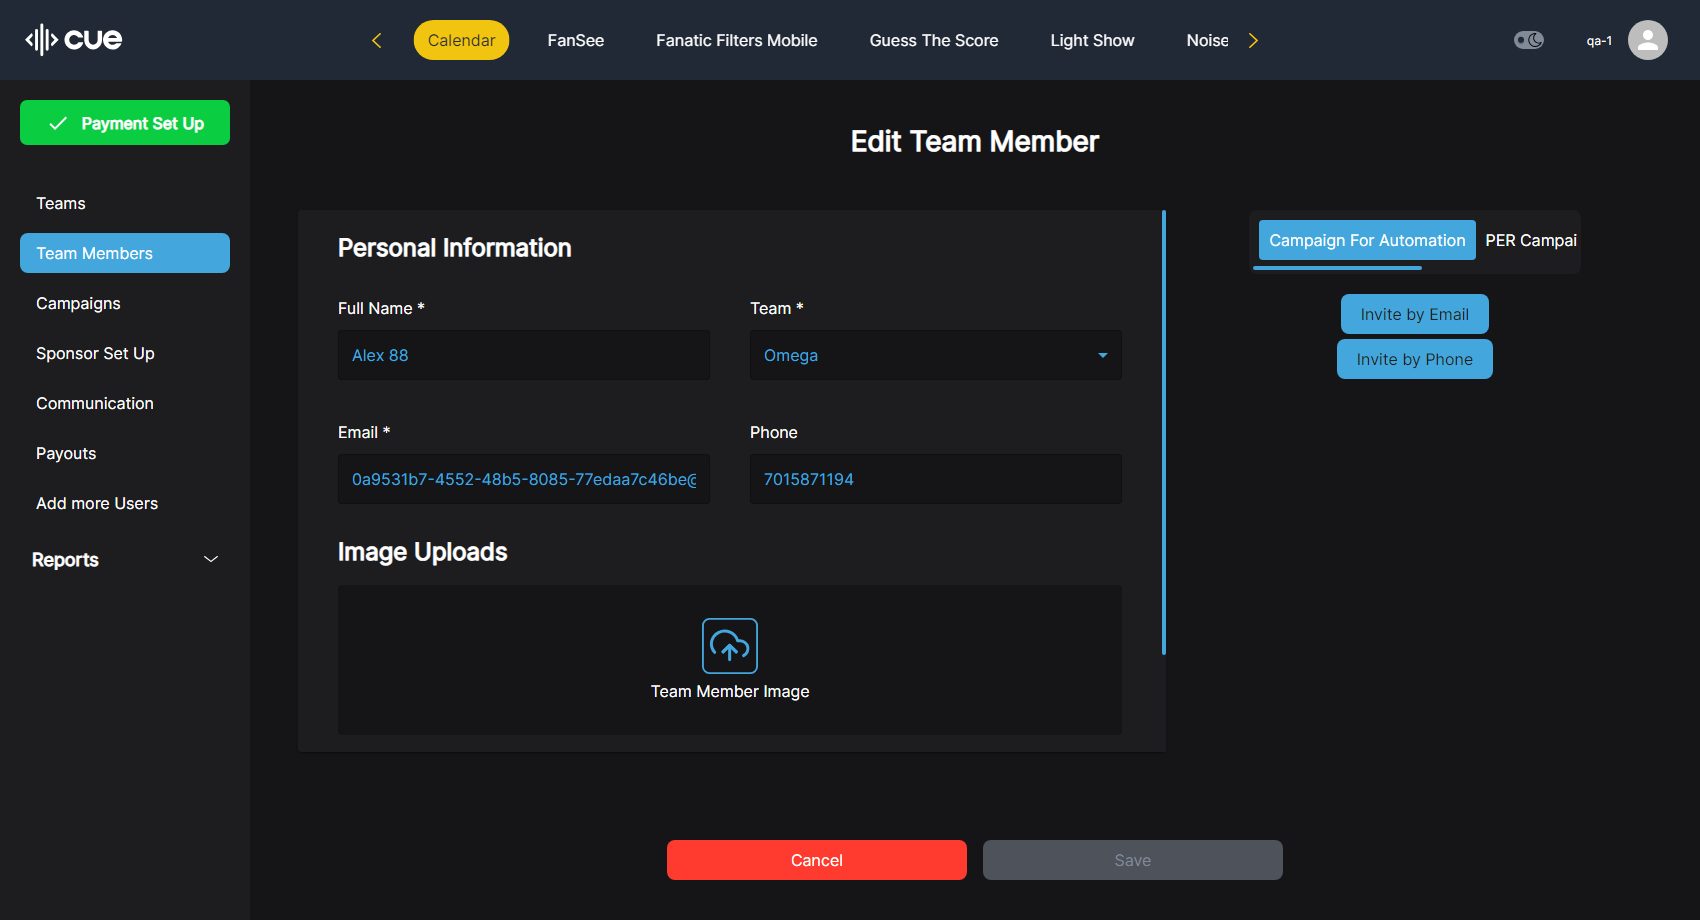 cue
Calendar
FanSee
Fanatic Filters Mobile
Guess The Score
Light Show
Noise
qa-1
Payment Set Up
Teams
Team Members
Campaigns
Sponsor Set Up
Communication
Payouts
Add more Users
Reports
Edit Team Member
Personal Information
Full Name *
Alex 88
Team *
Omega
Email *
0a9531b7-4552-48b5-8085-77edaa7c46be@
Phone
7015871194
Image Uploads
Team Member Image
Campaign For Automation
PER Campai
Invite by Email
Invite by Phone
Cancel
Save